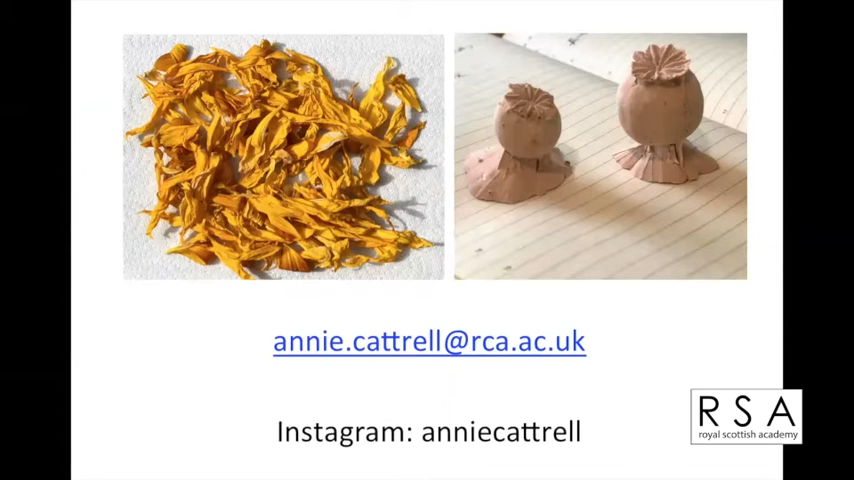 annie.cattrell@rca.ac.uk
Instagram: anniecattrell
RSA
royal scottish academy